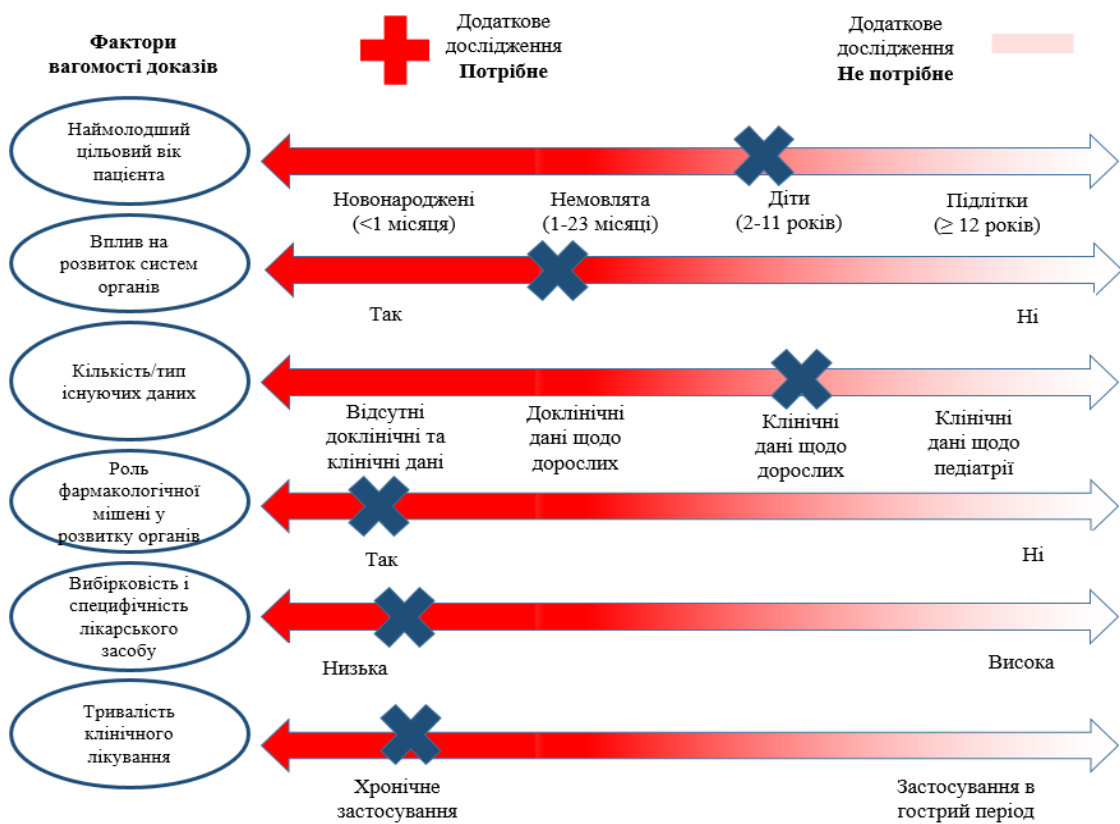 Фактори
вагомості доказів
Додаткове
дослідження
Потрібне
Додаткове
дослідження
Не потрібне
Наймолодший
цільовий вік
пацієнта
Новонароджені
(<1 місяця)
Немовлята
(1-23 місяці)
Діти
(2-11 років)
Підлітки
(≥ 12 років)
Вплив на
розвиток систем
органів
Так
Ні
Кількість/тип
існуючих даних
Відсутні
доклінічні та
клінічні дані
Доклінічні
дані щодо
дорослих
Клінічні
дані щодо
дорослих
Клінічні
дані щодо
педіатрії
Роль
фармакологічної
мішені у
розвитку органів
Так
Ні
Вибірковість і
специфічність
лікарського
засобу
Низька
Висока
Тривалість
клінічного
лікування
Хронічне
застосування
Застосування в
гострий період